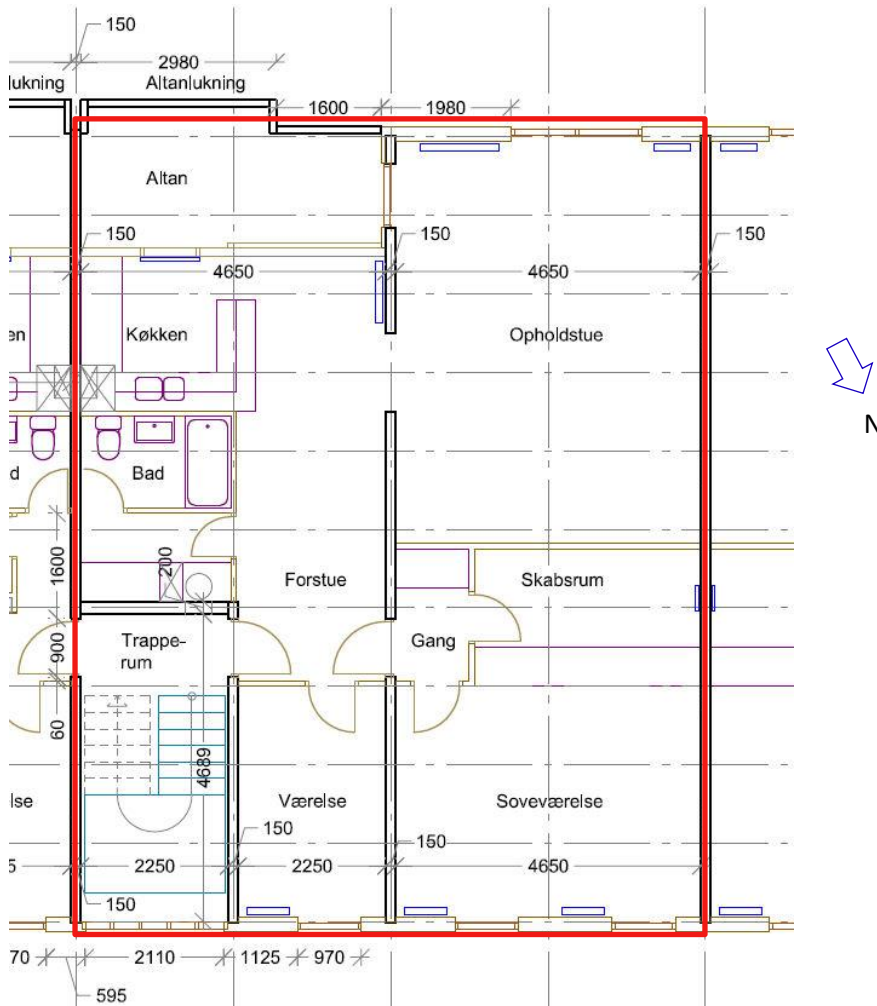 150
2980
lukning
Altanlukning
1600
1980
Altan
150
150
150
4650
4650
en
Køkken
Opholdstue
N
d
Bad
1600
200
Forstue
Skabsrum
900
Trappe-
rum
Gang
60
4689
lse
Værelse
Soveværelse
150
150
5
2250
2250
4650
150
70
2110
1125
970
595